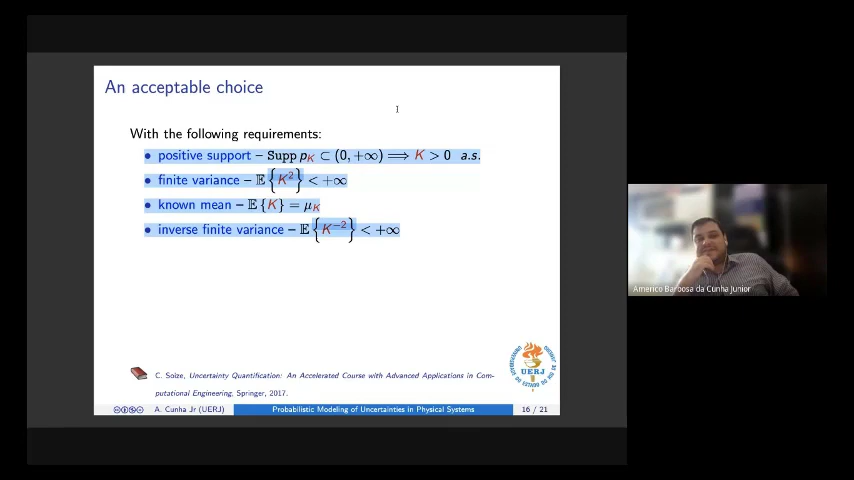 An acceptable choice
With the following requirements:
• positive support – Supp p_K ⊂ (0, +∞) ⟹ K > 0 a.s.
• finite variance – 𝔼{K²} < +∞
• known mean – 𝔼{K} = μ_K
• inverse finite variance – 𝔼{K⁻²} < +∞
Americo Barbosa da Cunha Junior
C. Soize, Uncertainty Quantification: An Accelerated Course with Advanced Applications in Com-
putational Engineering, Springer, 2017.
UERJ
A. Cunha Jr (UERJ) Probabilistic Modeling of Uncertainties in Physical Systems 16 / 21